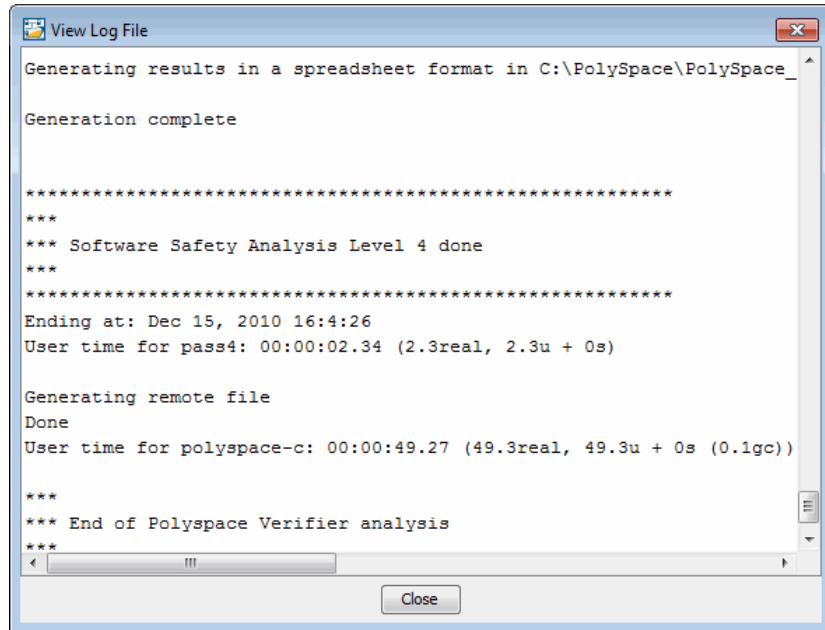 View Log File
Generating results in a spreadsheet format in C:\PolySpace\PolySpace_
Generation complete
**********************************************************
***
*** Software Safety Analysis Level 4 done
***
**********************************************************
Ending at: Dec 15, 2010 16:4:26
User time for pass4: 00:00:02.34 (2.3real, 2.3u + 0s)
Generating remote file
Done
User time for polyspace-c: 00:00:49.27 (49.3real, 49.3u + 0s (0.1gc))
***
*** End of Polyspace Verifier analysis
***
Close